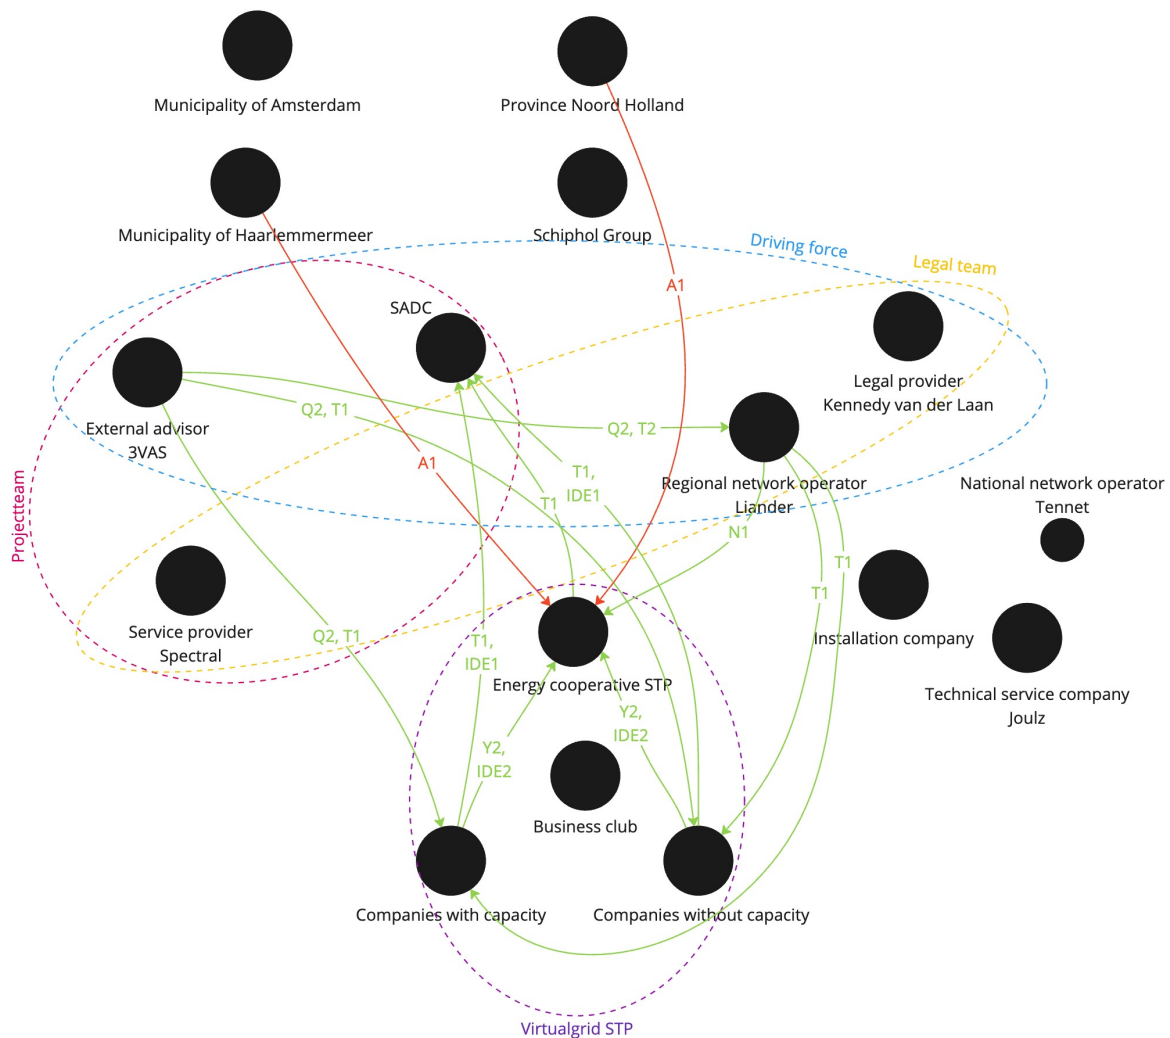 Municipality of Amsterdam
Province Noord Holland
Municipality of Haarlemmermeer
Schiphol Group
Driving force
Legal team
A1
SADC
Legal provider
Kennedy van der Laan
Q2, T1
External advisor
3VAS
Q2, T2
A1
T1,
IDE1
Projectteam
Regional network operator
Liander
National network operator
Tennet
T1
N1
T1
T1
Service provider
Spectral
Q2, T1
T1,
IDE1
Installation company
Energy cooperative STP
Technical service company
Joulz
Y2,
IDE2
Y2,
IDE2
Business club
Companies with capacity
Companies without capacity
Virtualgrid STP